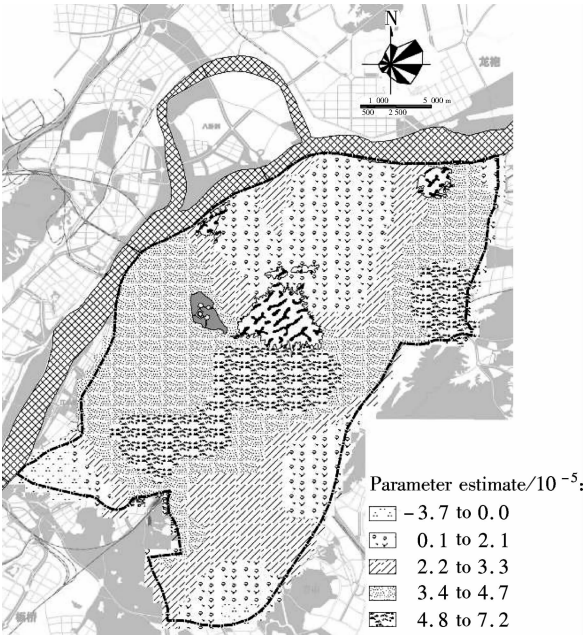 N
龙袍
1 000 5 000 m
500 2 500
八卦洲
Parameter estimate/10⁻⁵:
-3.7 to 0.0
0.1 to 2.1
2.2 to 3.3
3.4 to 4.7
4.8 to 7.2